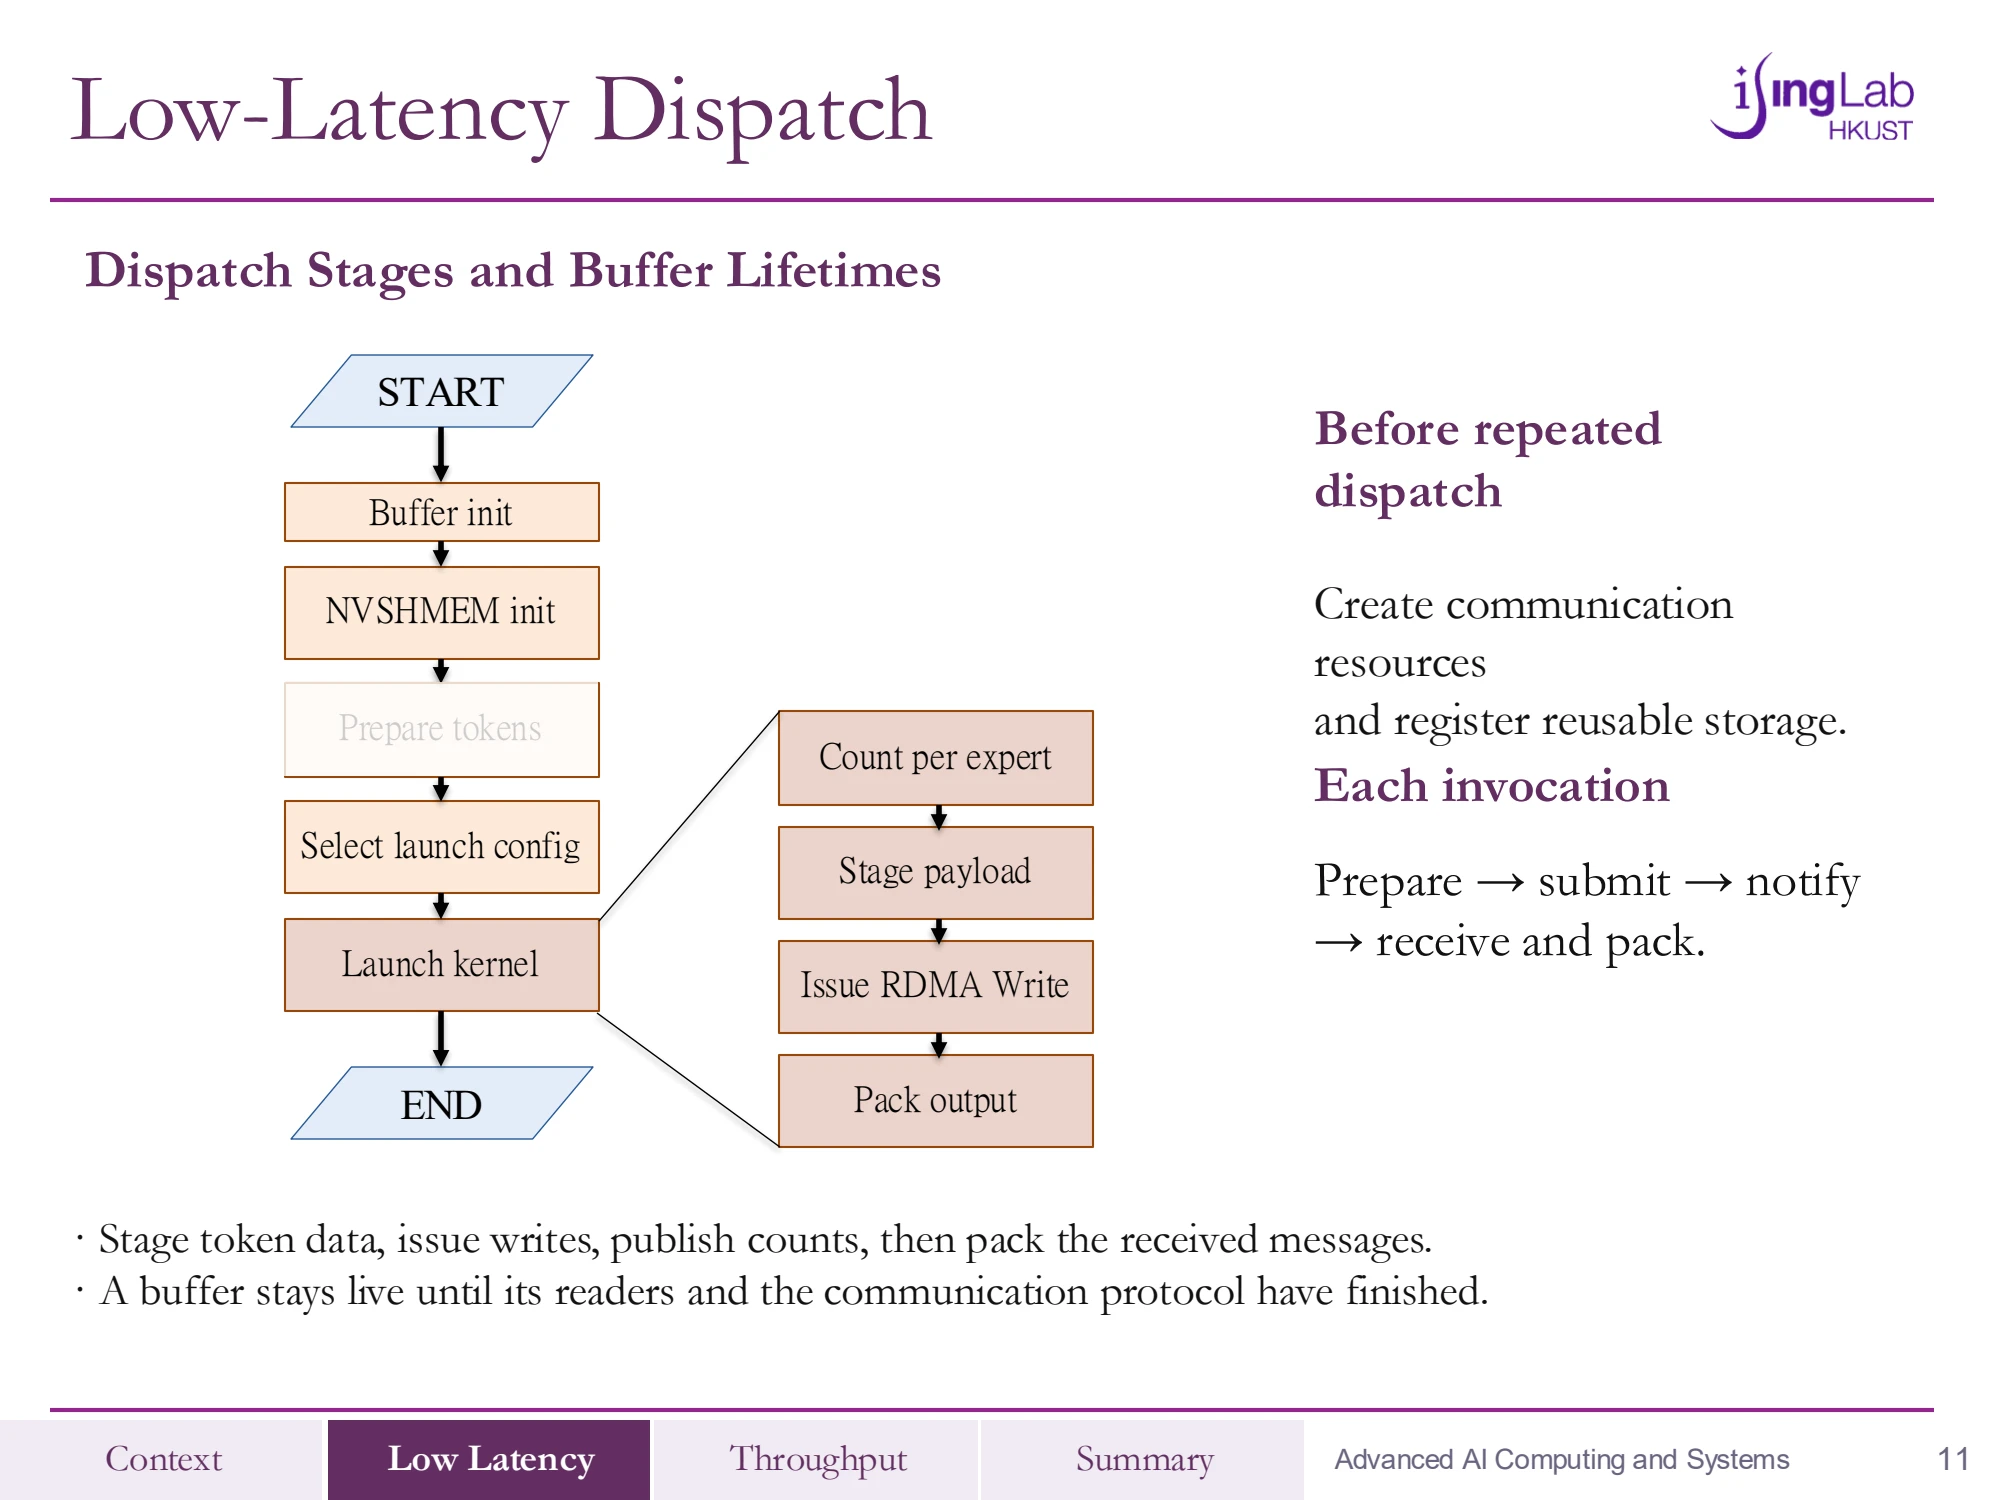 Low-Latency Dispatch
iSingLab
HKUST
Dispatch Stages and Buffer Lifetimes
START
Buffer init
NVSHMEM init
Prepare tokens
Select launch config
Launch kernel
END
Count per expert
Stage payload
Issue RDMA Write
Pack output
Before repeated
dispatch
Create communication
resources
and register reusable storage.
Each invocation
Prepare → submit → notify
→ receive and pack.
· Stage token data, issue writes, publish counts, then pack the received messages.
· A buffer stays live until its readers and the communication protocol have finished.
Context
Low Latency
Throughput
Summary
Advanced AI Computing and Systems
11